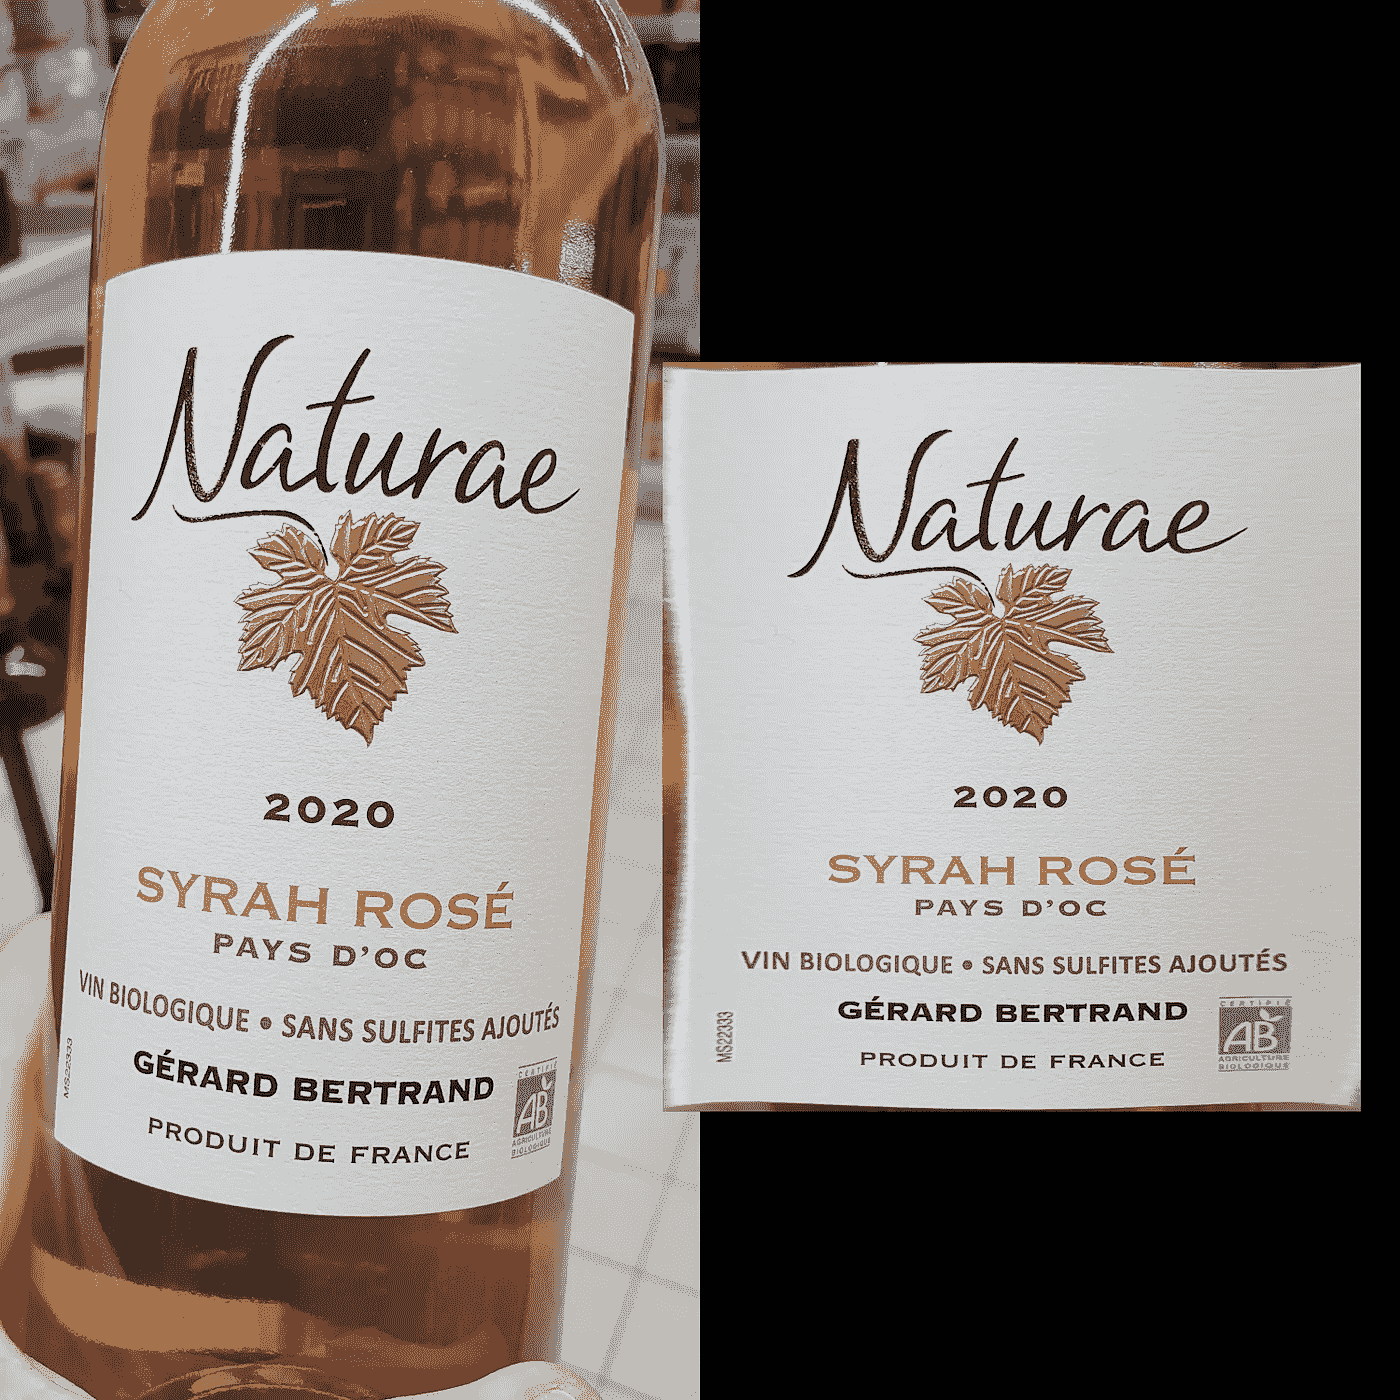 Naturae
2020
SYRAH ROSÉ
PAYS D'OC
VIN BIOLOGIQUE • SANS SULFITES AJOUTÉS
GÉRARD BERTRAND
PRODUIT DE FRANCE
MS22333
CERTIFIÉ
AB
AGRICULTURE
BIOLOGIQUE
Naturae
2020
SYRAH ROSÉ
PAYS D'OC
VIN BIOLOGIQUE • SANS SULFITES AJOUTÉS
GÉRARD BERTRAND
PRODUIT DE FRANCE
MS22333
CERTIFIÉ
AB
AGRICULTURE
BIOLOGIQUE